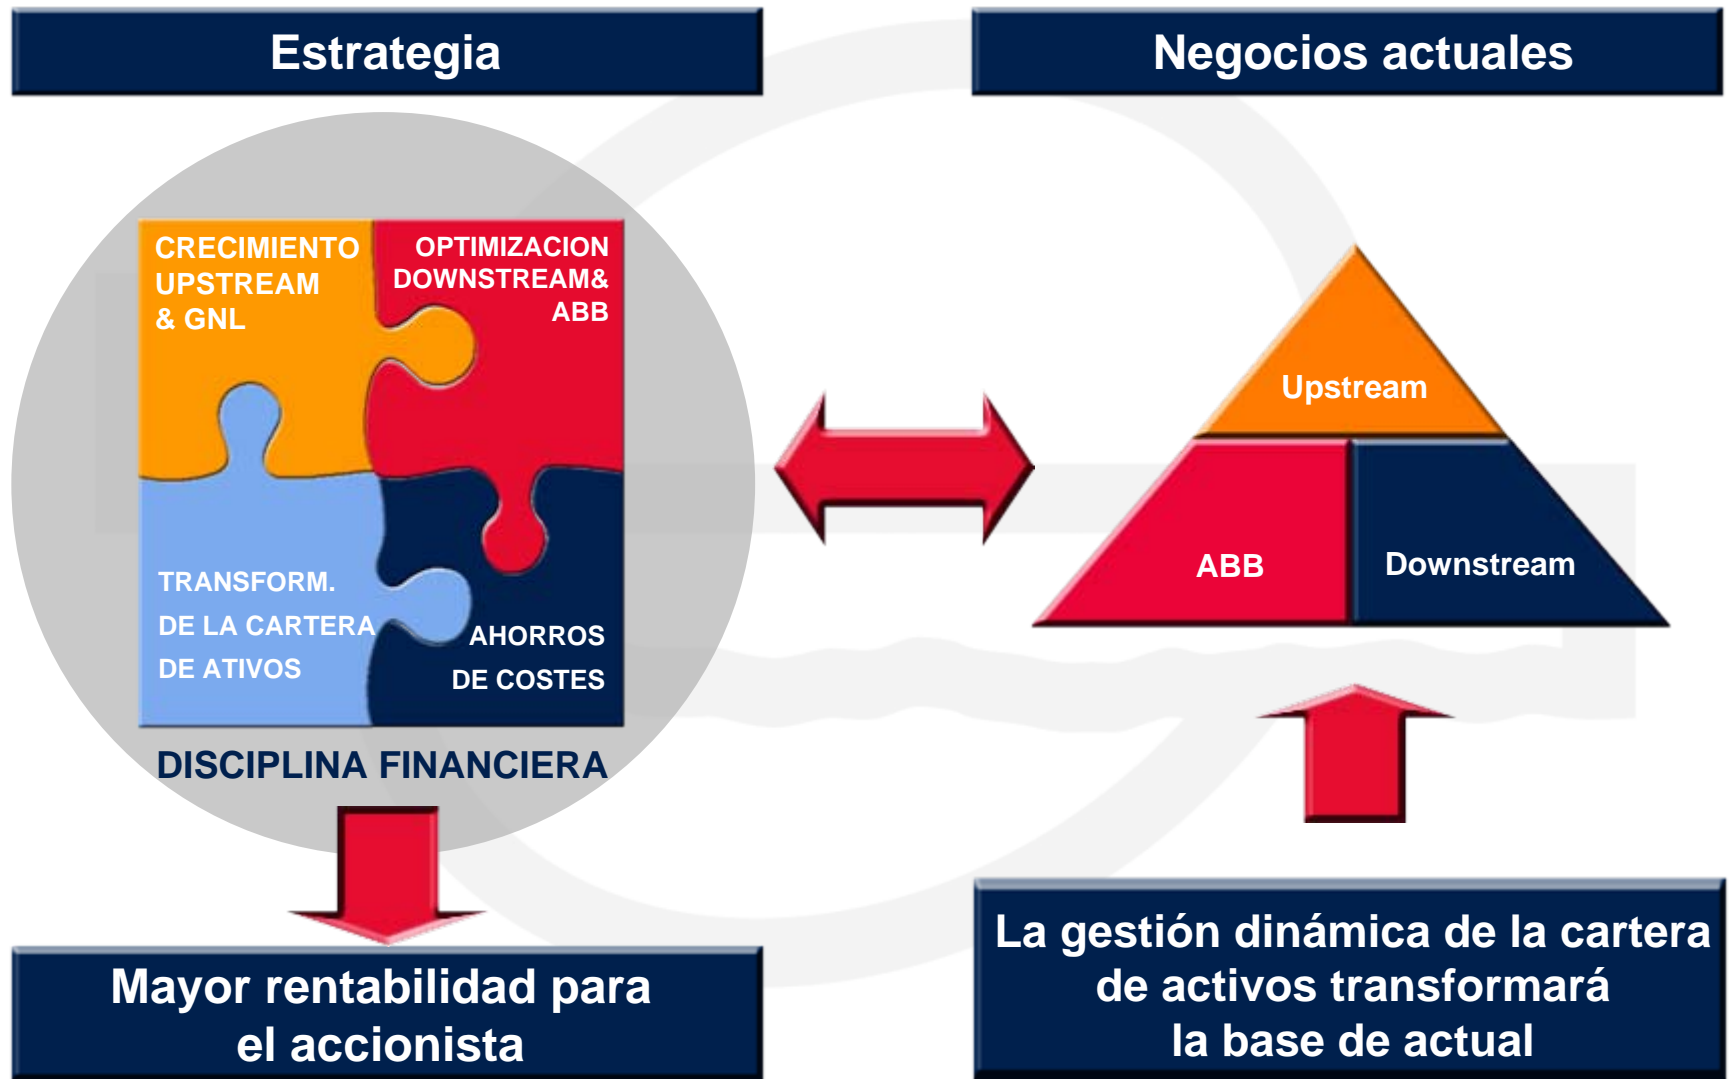 Estrategia
Negocios actuales
CRECIMIENTO
UPSTREAM
& GNL
OPTIMIZACION
DOWNSTREAM&
ABB
TRANSFORM.
DE LA CARTERA
DE ATIVOS
AHORROS
DE COSTES
DISCIPLINA FINANCIERA
Upstream
ABB
Downstream
Mayor rentabilidad para
el accionista
La gestión dinámica de la cartera
de activos transformará
la base de actual